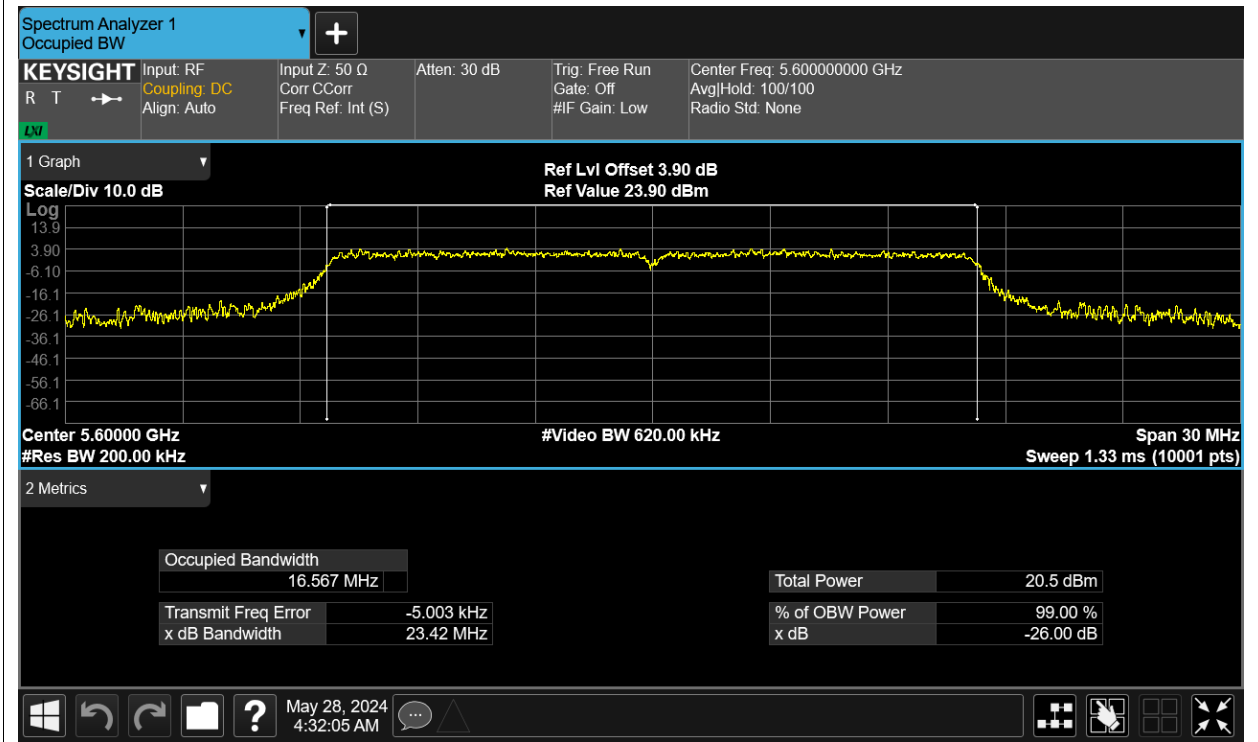 Spectrum Analyzer 1
Occupied BW
KEYSIGHT
R T
LXI
Input: RF
Coupling: DC
Align: Auto
Input Z: 50 Ω
Corr CCorr
Freq Ref: Int (S)
Atten: 30 dB
Trig: Free Run
Gate: Off
#IF Gain: Low
Center Freq: 5.600000000 GHz
Avg|Hold: 100/100
Radio Std: None
1 Graph
Scale/Div 10.0 dB
Ref Lvl Offset 3.90 dB
Ref Value 23.90 dBm
Log
13.9
3.90
-6.10
-16.1
-26.1
-36.1
-46.1
-56.1
-66.1
Center 5.60000 GHz
#Res BW 200.00 kHz
#Video BW 620.00 kHz
Span 30 MHz
Sweep 1.33 ms (10001 pts)
2 Metrics
Occupied Bandwidth
16.567 MHz
Transmit Freq Error -5.003 kHz
x dB Bandwidth 23.42 MHz
Total Power 20.5 dBm
% of OBW Power 99.00 %
x dB -26.00 dB
?
May 28, 2024
4:32:05 AM